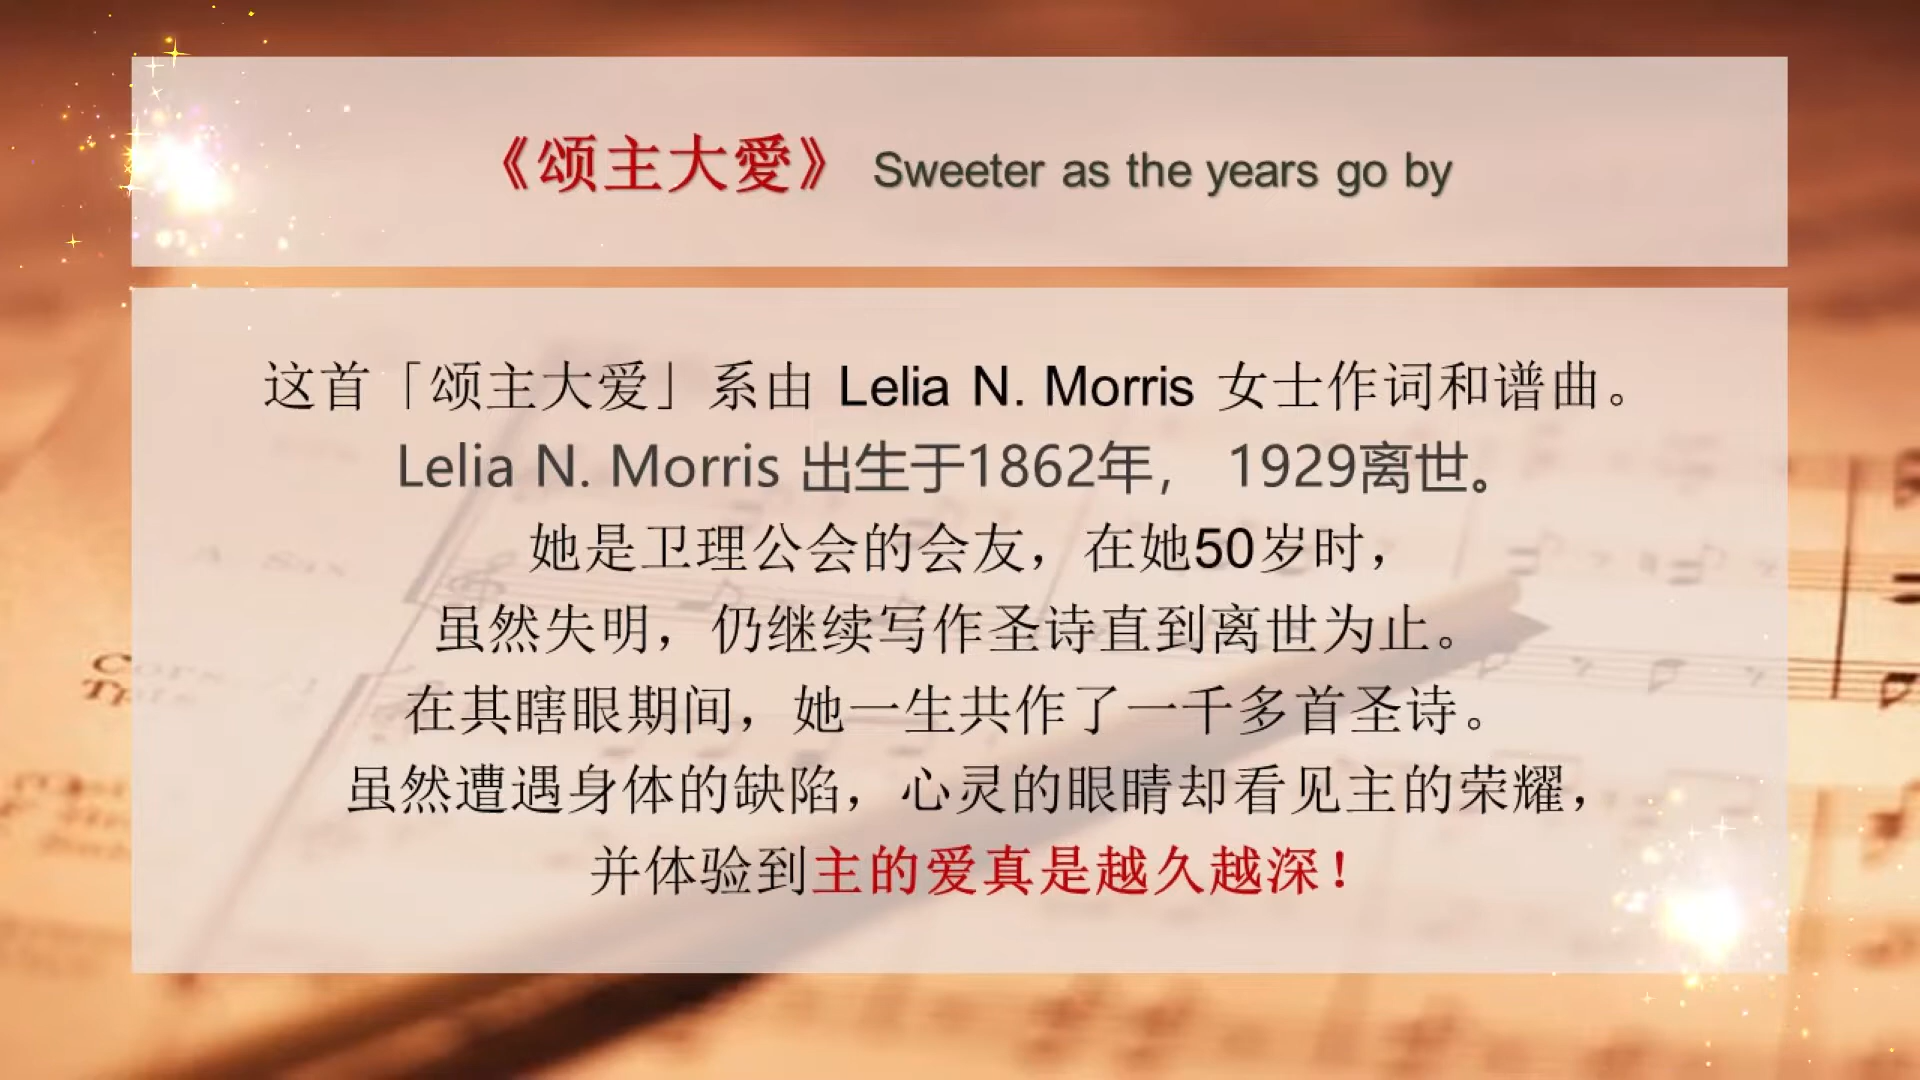 《颂主大愛》 Sweeter as the years go by
这首「颂主大爱」系由 Lelia N. Morris 女士作词和谱曲。
Lelia N. Morris 出生于1862年， 1929离世。
她是卫理公会的会友，在她50岁时，
虽然失明，仍继续写作圣诗直到离世为止。
在其瞎眼期间，她一生共作了一千多首圣诗。
虽然遭遇身体的缺陷，心灵的眼睛却看见主的荣耀，
并体验到主的爱真是越久越深！